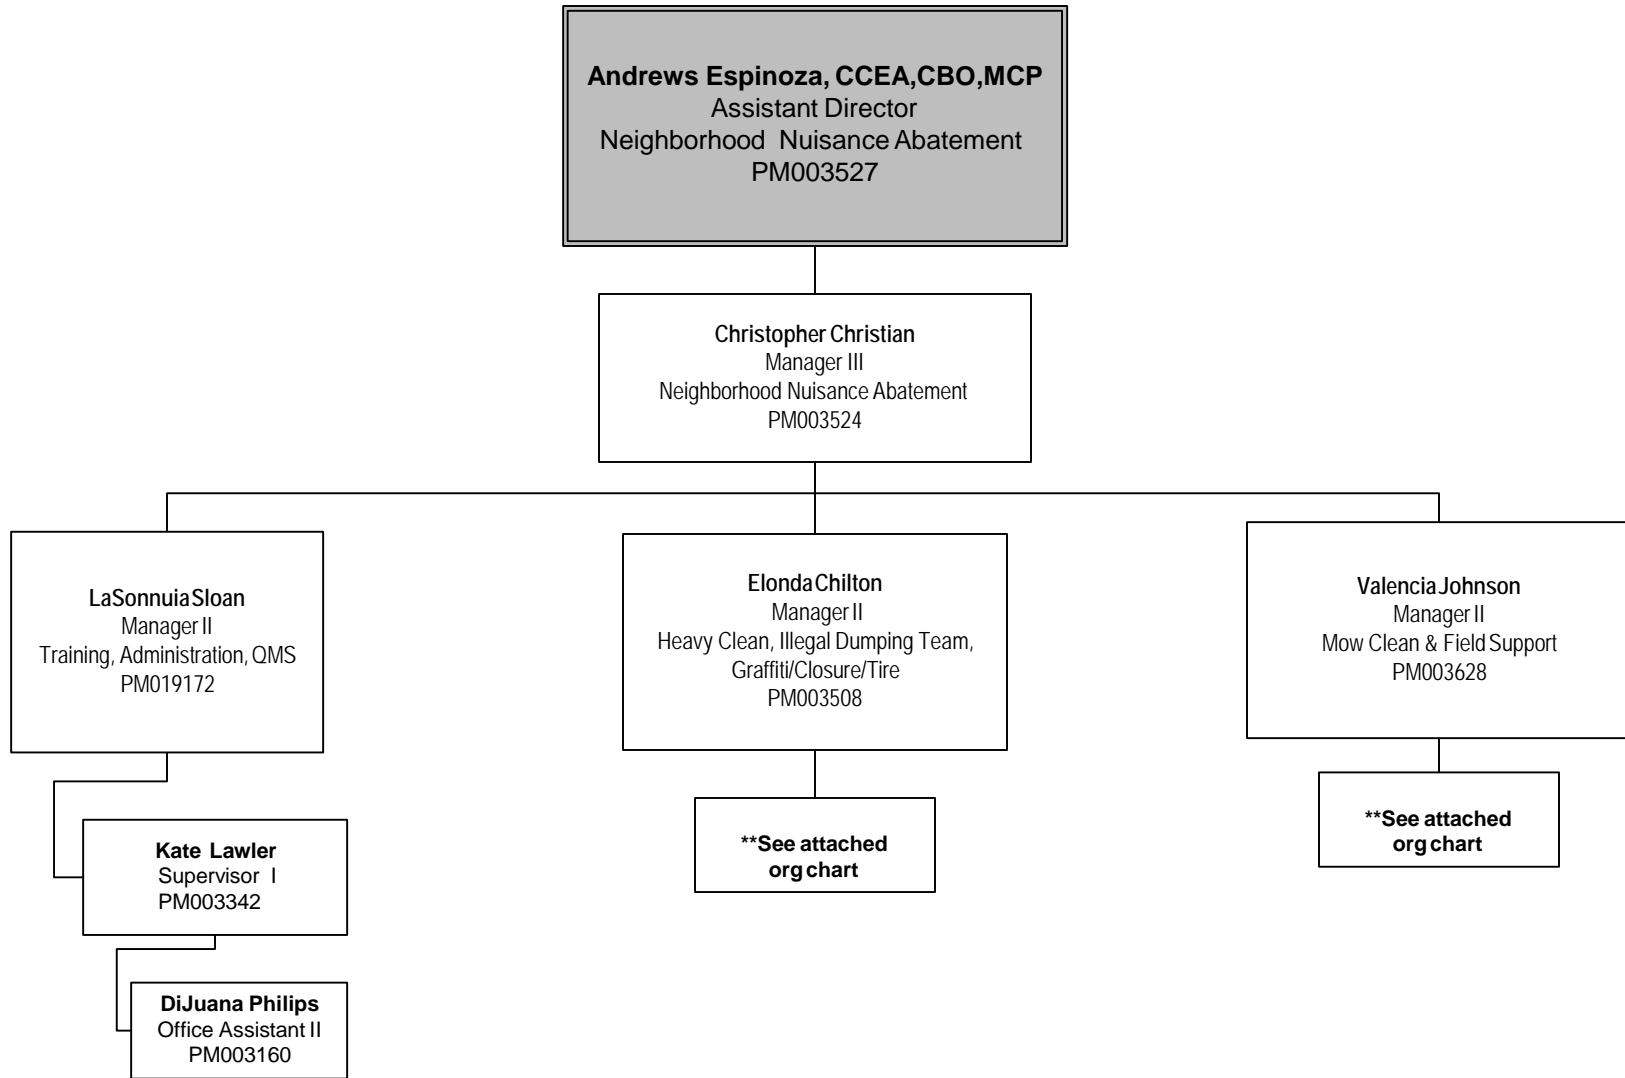 Andrews Espinoza, CCEA,CBO,MCP
Assistant Director
Neighborhood Nuisance Abatement
PM003527
Christopher Christian
Manager III
Neighborhood Nuisance Abatement
PM003524
LaSonnuia Sloan
Manager II
Training, Administration, QMS
PM019172
Elonda Chilton
Manager II
Heavy Clean, Illegal Dumping Team,
Graffiti/Closure/Tire
PM003508
Valencia Johnson
Manager II
Mow Clean & Field Support
PM003628
Kate Lawler
Supervisor I
PM003342
**See attached
org chart
**See attached
org chart
DiJuana Philips
Office Assistant II
PM003160